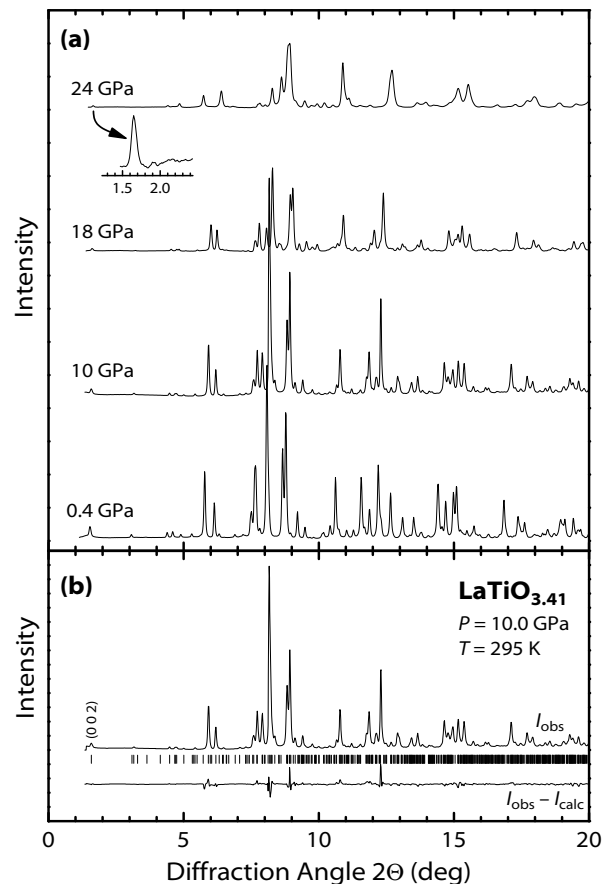 (a)
24 GPa
1.5 2.0
18 GPa
10 GPa
0.4 GPa
Intensity
(b)
LaTiO3.41
P = 10.0 GPa
T = 295 K
(0 0 2)
Iobs
Iobs – Icalc
Intensity
0 5 10 15 20
Diffraction Angle 2Θ (deg)